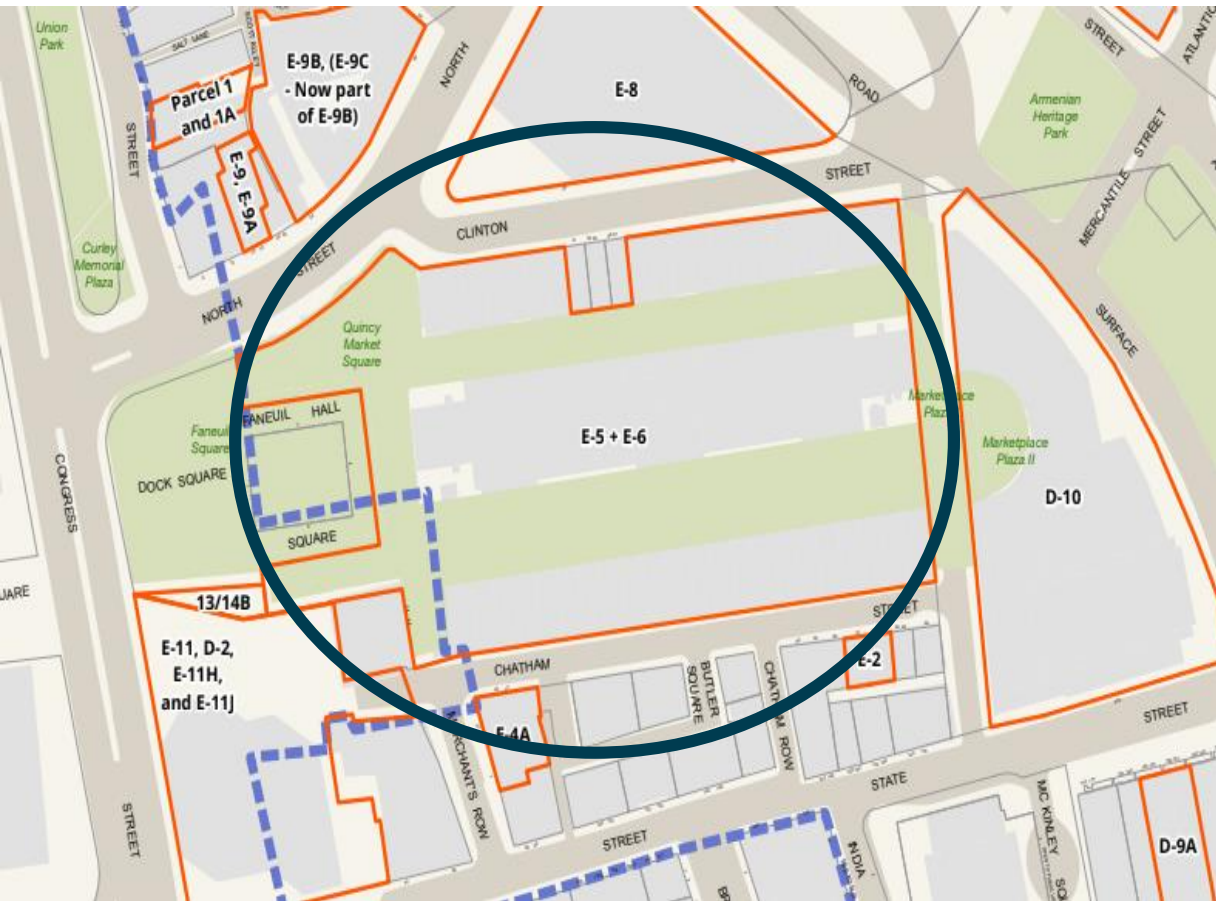 Union
Park
SALT LANE
STREET
Parcel 1
and 1A
E-9B, (E-9C
- Now part
of E-9B)
E-9, E-9A
NORTH
E-8
ROAD
STREET
Armenian
Heritage
Park
MERCANTILE STREET
STREET
CLINTON
STREET
NORTH
Curley
Memorial
Plaza
Quincy
Market
Square
SURFACE
FANEUIL HALL
Faneuil
Square
DOCK SQUARE
SQUARE
CONGRESS
E-5 + E-6
Marketplace
Plaza
Marketplace
Plaza II
D-10
13/14B
E-11, D-2,
E-11H,
and E-11J
CHATHAM
STREET
E-2
BUTLER
SQUARE
CHATHAM ROW
E-4A
MERCHANT'S ROW
STREET
STATE
STREET
STREET
INDIA
MC KINLEY
D-9A